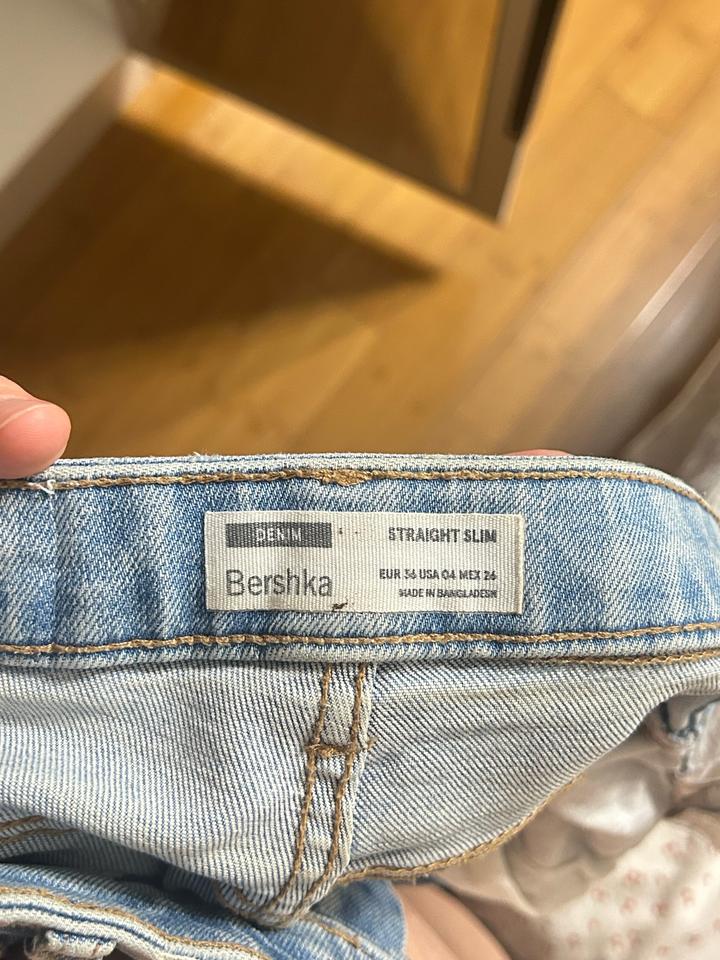 DENIM
STRAIGHT SLIM
Bershka
EUR 36 USA 04 MEX 26
MADE IN BANGLADESH